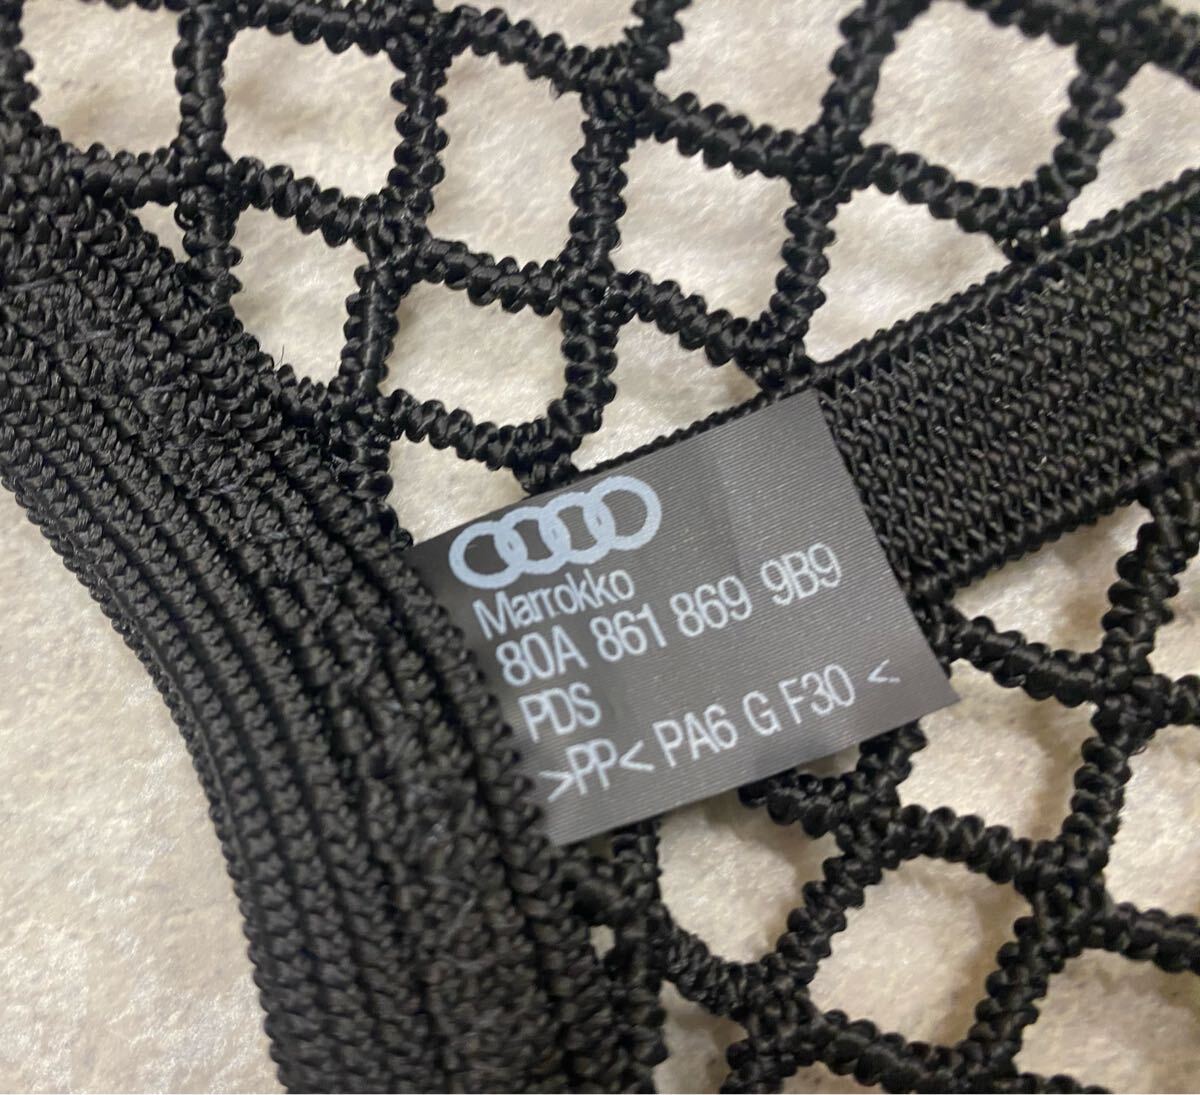 Marrokko
80A 861 869 9B9
PDS
>PP< PA6 G F30 <